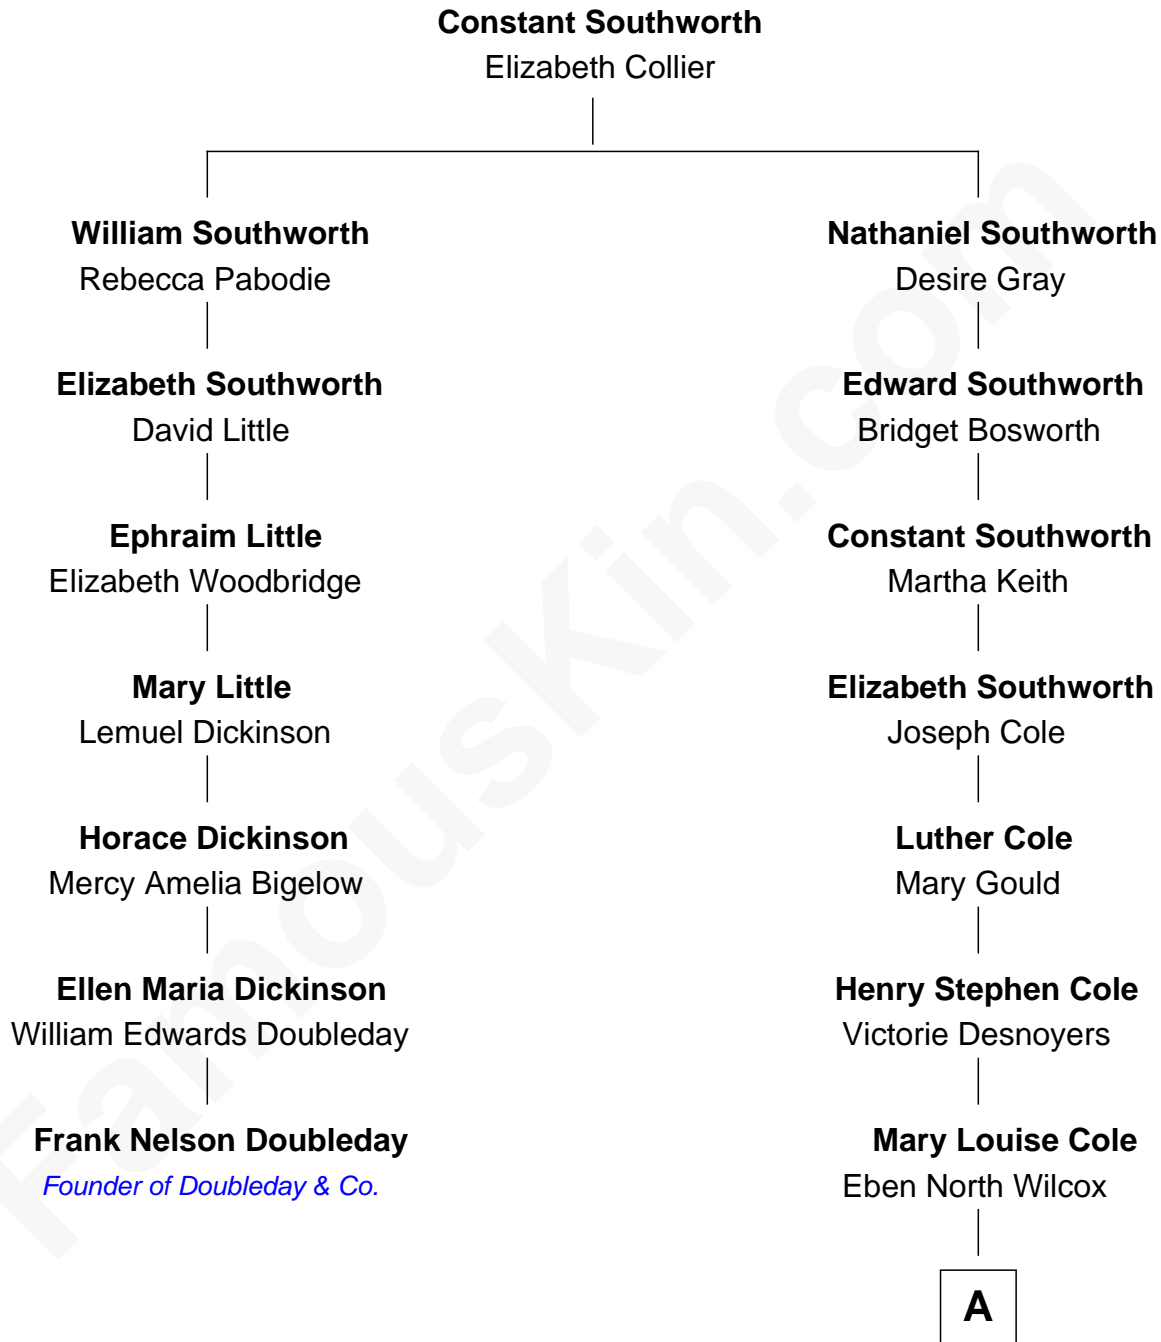 Constant Southworth
Elizabeth Collier
William Southworth
Rebecca Pabodie
Elizabeth Southworth
David Little
Ephraim Little
Elizabeth Woodbridge
Mary Little
Lemuel Dickinson
Horace Dickinson
Mercy Amelia Bigelow
Ellen Maria Dickinson
William Edwards Doubleday
Frank Nelson Doubleday
Founder of Doubleday & Co.
Nathaniel Southworth
Desire Gray
Edward Southworth
Bridget Bosworth
Constant Southworth
Martha Keith
Elizabeth Southworth
Joseph Cole
Luther Cole
Mary Gould
Henry Stephen Cole
Victorie Desnoyers
Mary Louise Cole
Eben North Wilcox
A
FamousKin.com